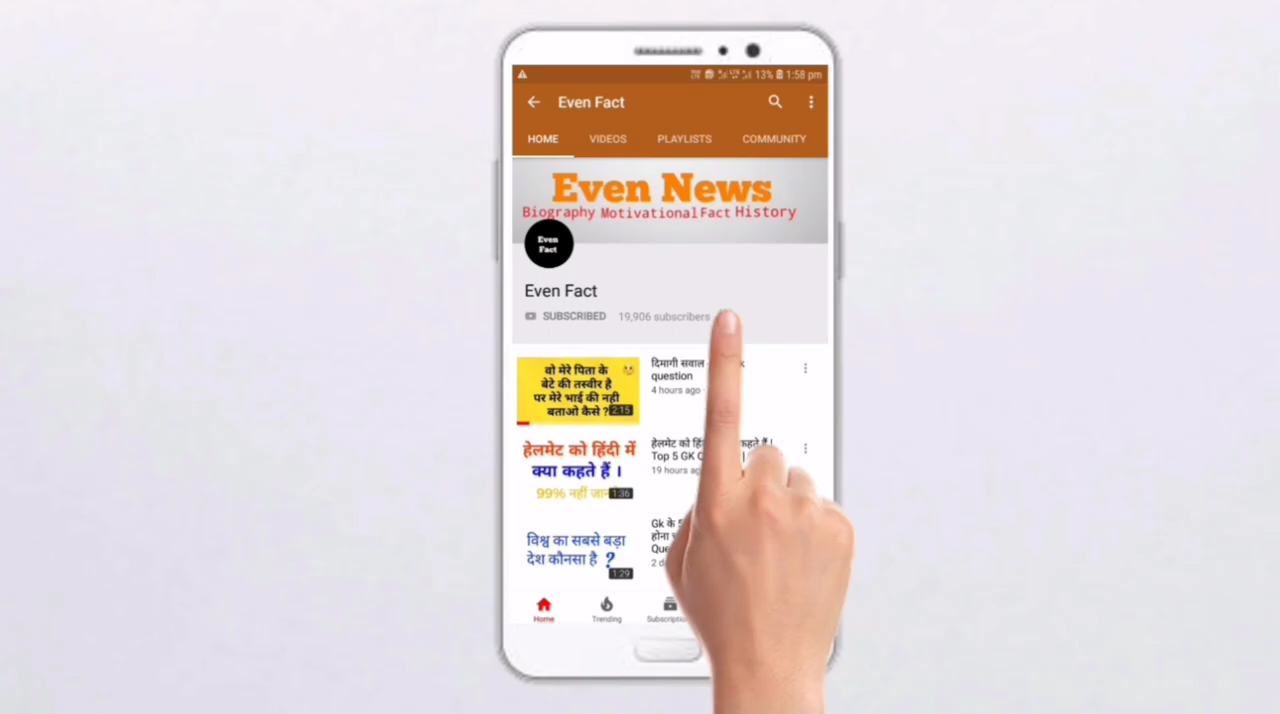 13% 1:58 pm
Even Fact
HOME VIDEOS PLAYLISTS COMMUNITY
Even News
Biography Motivational Fact History
Even
Fact
Even Fact
SUBSCRIBED 19,906 subscribers
वो मेरे पिता के
बेटे की तस्वीर है
पर मेरे भाई की नही
बताओ कैसे ?
2:15
दिमागी सवाल
question
4 hours ago
हेलमेट को हिंदी में
क्या कहते हैं ।
99% नहीं
1:36
हेलमेट को कहते हैं।
Top 5 GK
19 hours
विश्व का सबसे बड़ा
देश कौनसा है ?
1:29
Gk के
होना
2
Home Trending